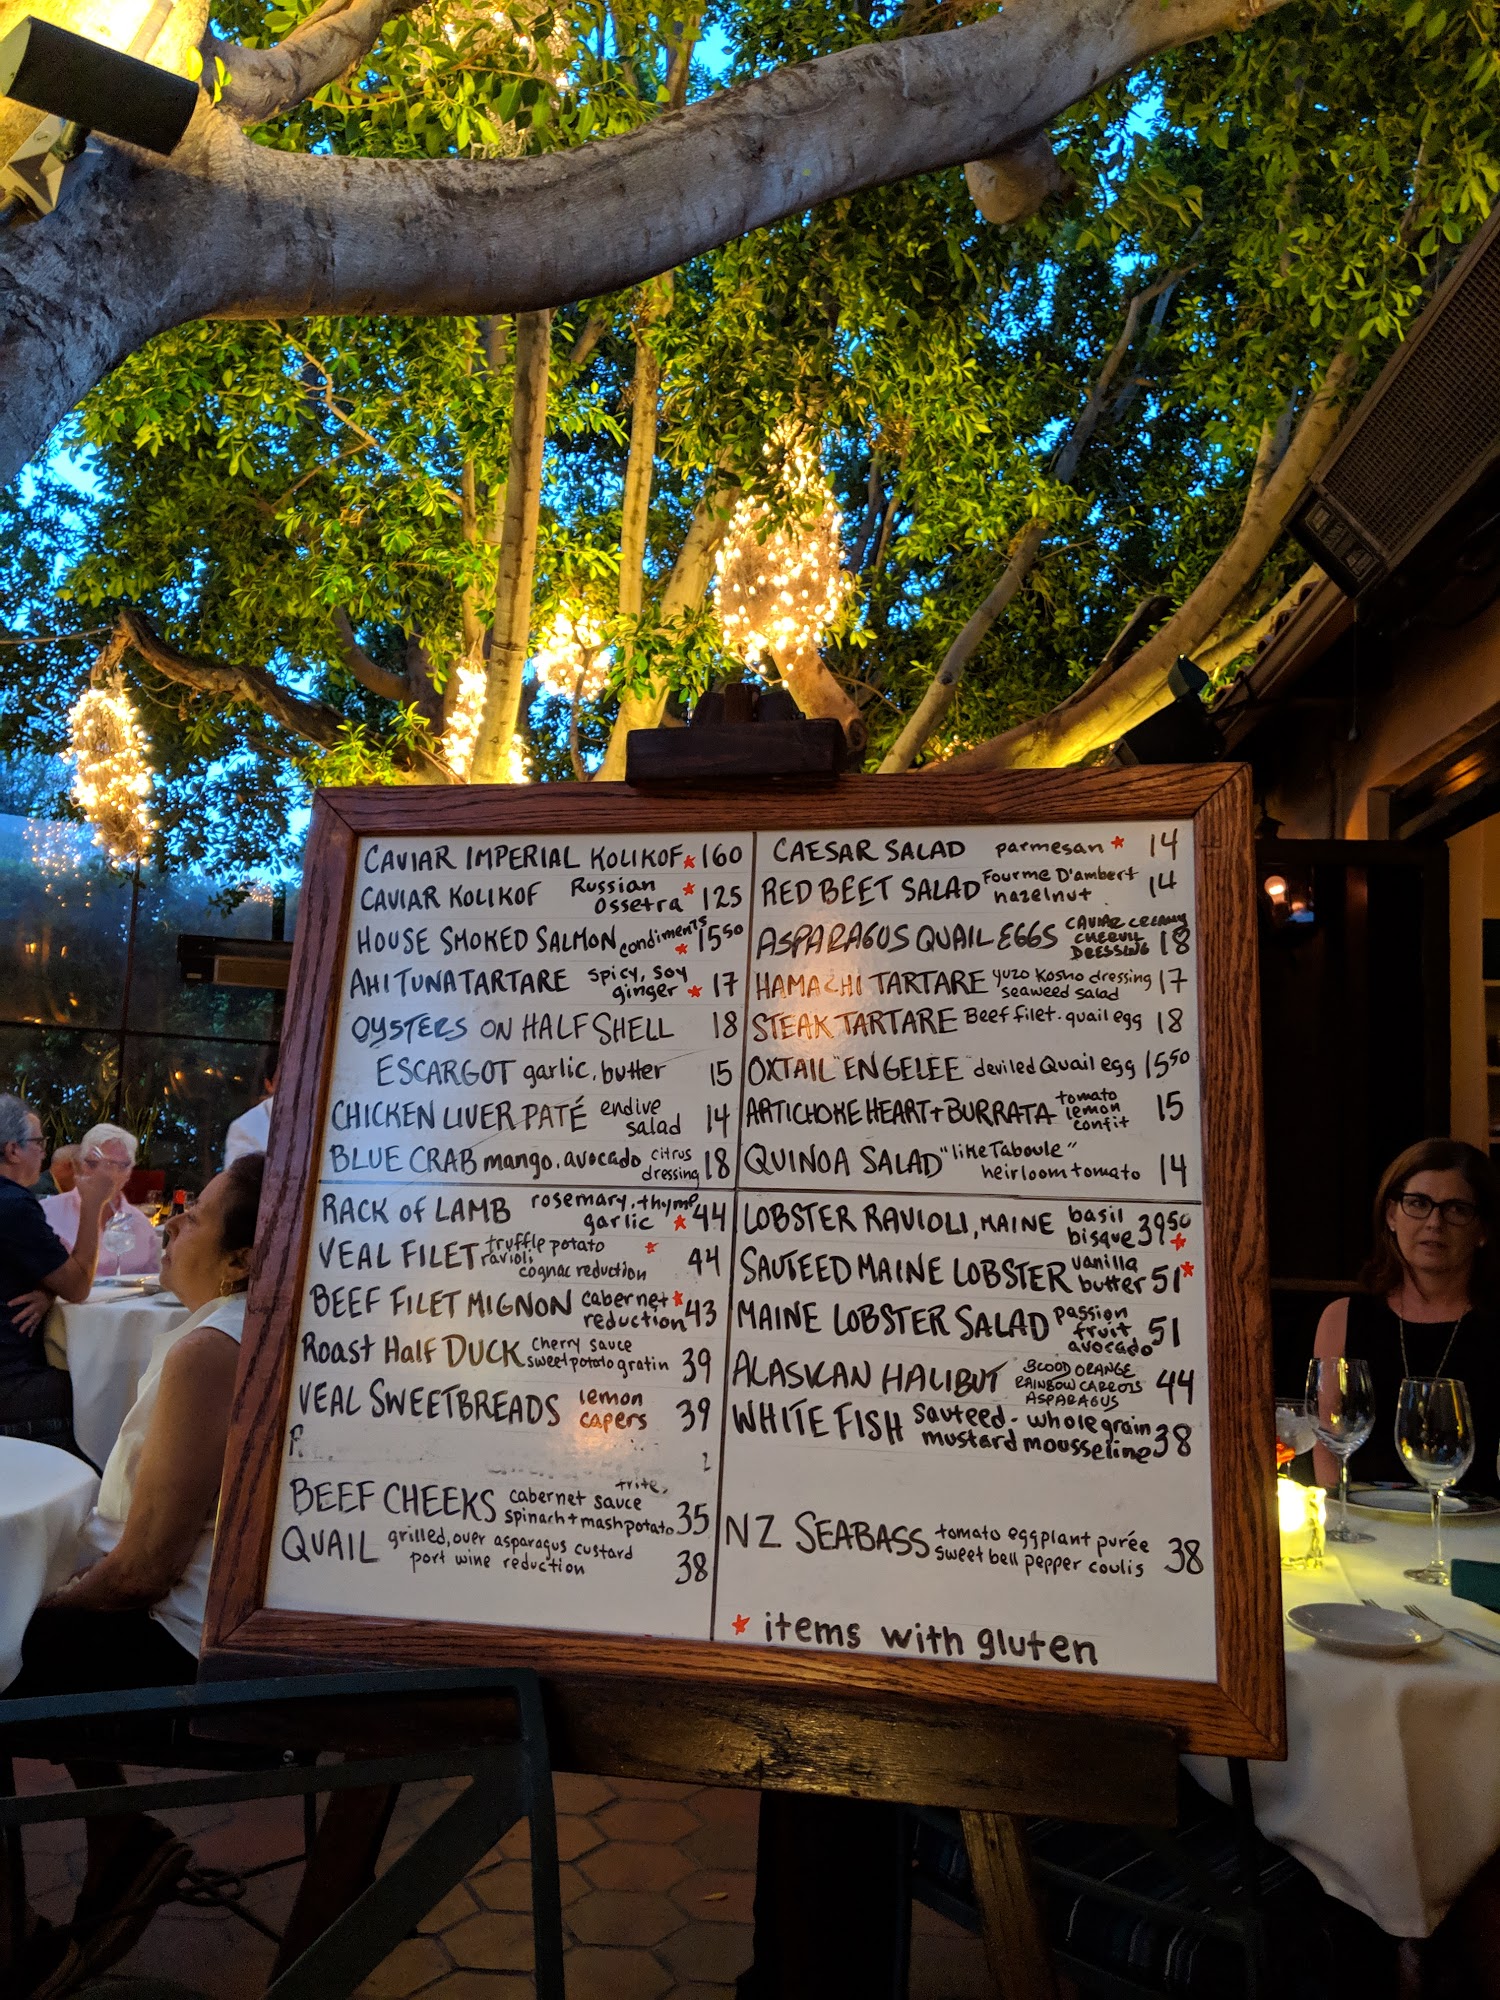 CAVIAR IMPERIAL KOLIKOF * 160
CAVIAR KOLIKOF Russian
Ossetra * 125
HOUSE SMOKED SALMON condiments * 15 50
AHI TUNA TARTARE spicy, soy
ginger * 17
OYSTERS ON HALF SHELL 18
ESCARGOT garlic, butter 15
CHICKEN LIVER PATÉ endive
salad 14
BLUE CRAB mango, avocado citrus
dressing 18
RACK of LAMB rosemary, thyme
garlic * 44
VEAL FILET truffle potato
ravioli * 44
cognac reduction
BEEF FILET MIGNON cabernet *
reduction 43
Roast Half DUCK cherry sauce
sweet potato gratin 39
VEAL SWEETBREADS lemon
capers 39
BEEF CHEEKS cabernet sauce
spinach + mash potato 35
QUAIL grilled, over asparagus custard
port wine reduction 38
CAESAR SALAD parmesan * 14
RED BEET SALAD Fourme D'ambert
hazelnut 14
ASPARAGUS QUAIL EGGS CAVIAR CREAMY
CHERVIL
DRESSING 18
HAMACHI TARTARE yuzo kosho dressing
seaweed salad 17
STEAK TARTARE Beef filet. quail egg 18
OXTAIL "EN GELEE" deviled Quail egg 15 50
ARTICHOKE HEART + BURRATA tomato
lemon
confit 15
QUINOA SALAD "like Taboule"
heirloom tomato 14
LOBSTER RAVIOLI, MAINE basil
bisque 39 50 *
SAUTEED MAINE LOBSTER vanilla
butter 51 *
MAINE LOBSTER SALAD passion
fruit
avocado 51
ALASKAN HALIBUT BLOOD ORANGE
RAINBOW CARROTS
ASPARAGUS 44
WHITE FISH sauteed - whole grain
mustard mousseline 38
NZ SEABASS tomato eggplant purée
sweet bell pepper coulis 38
* items with gluten